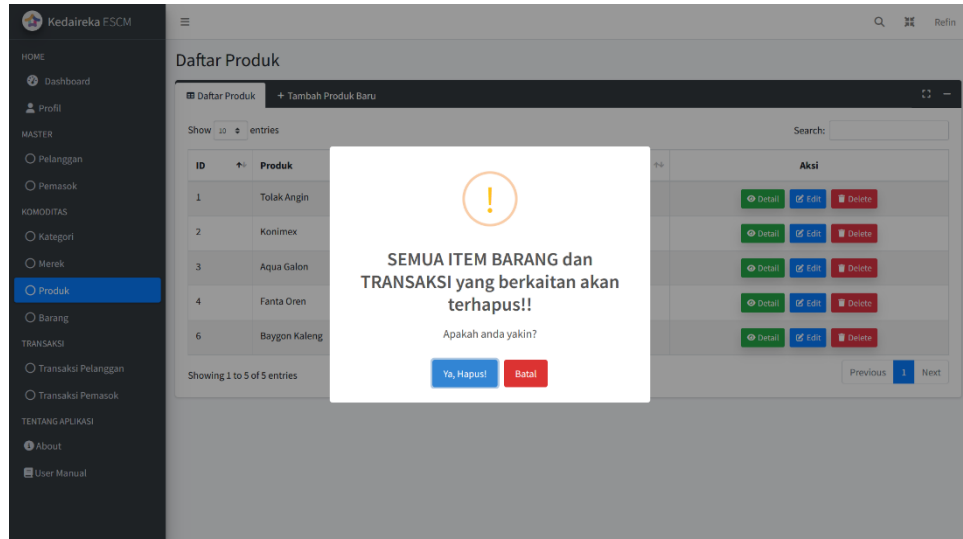 Kedaireka ESCM
Refin
HOME
Dashboard
Profil
MASTER
Pelanggan
Pemasok
KOMODITAS
Kategori
Merek
Produk
Barang
TRANSAKSI
Transaksi Pelanggan
Transaksi Pemasok
TENTANG APLIKASI
About
User Manual
Daftar Produk
Daftar Produk + Tambah Produk Baru
Show 10 entries Search:
ID Produk Aksi
1 Tolak Angin Detail Edit Delete
2 Konimex Detail Edit Delete
3 Aqua Galon Detail Edit Delete
4 Fanta Oren Detail Edit Delete
6 Baygon Kaleng Detail Edit Delete
Showing 1 to 5 of 5 entries Previous 1 Next
!
SEMUA ITEM BARANG dan
TRANSAKSI yang berkaitan akan
terhapus!!
Apakah anda yakin?
Ya, Hapus! Batal